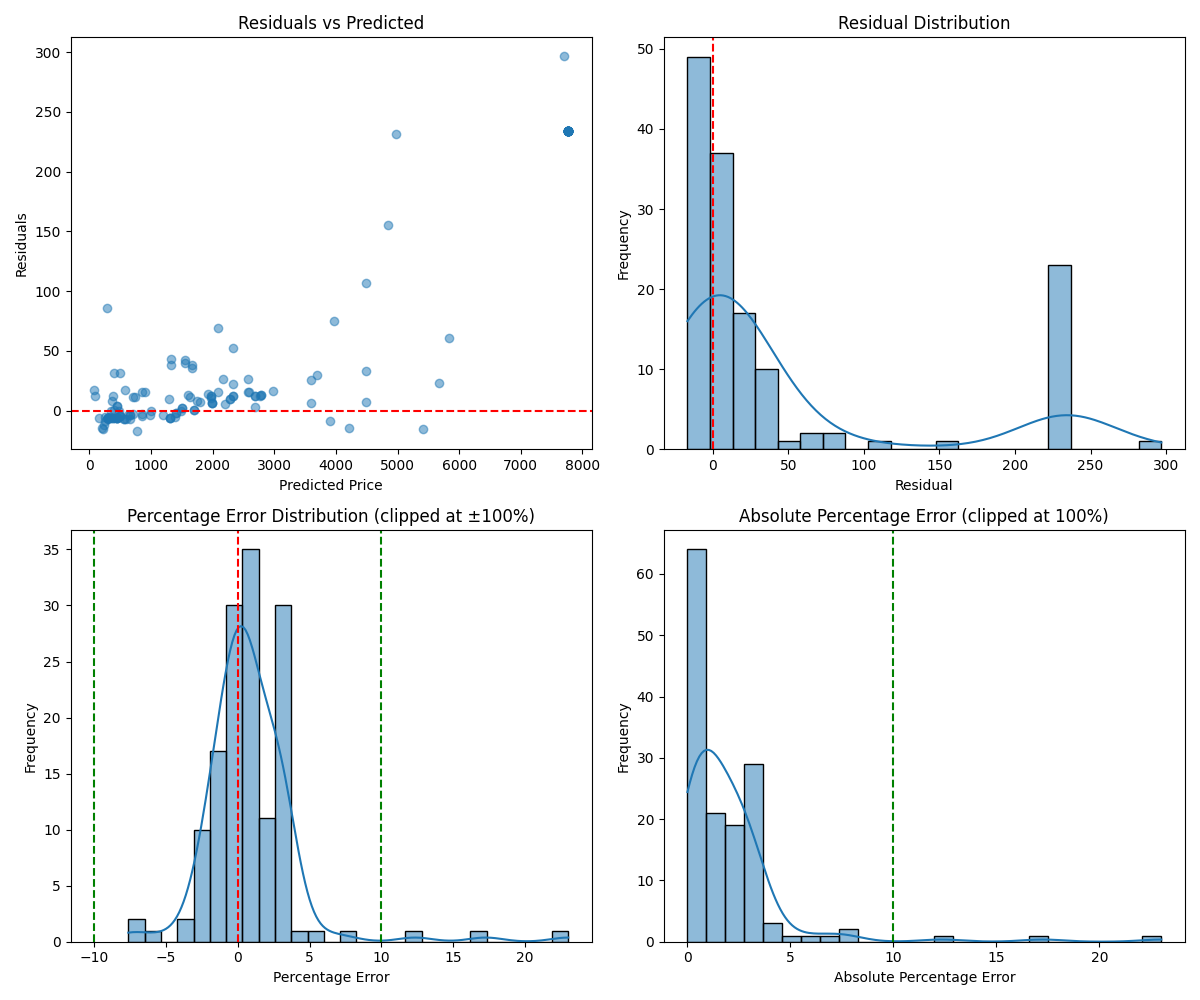 Residuals vs Predicted
300
250
200
150
100
50
0
Residuals
0 1000 2000 3000 4000 5000 6000 7000 8000
Predicted Price
Residual Distribution
50
40
30
20
10
0
Frequency
0 50 100 150 200 250 300
Residual
Percentage Error Distribution (clipped at ±100%)
35
30
25
20
15
10
5
0
Frequency
−10 −5 0 5 10 15 20
Percentage Error
Absolute Percentage Error (clipped at 100%)
60
50
40
30
20
10
0
Frequency
0 5 10 15 20
Absolute Percentage Error